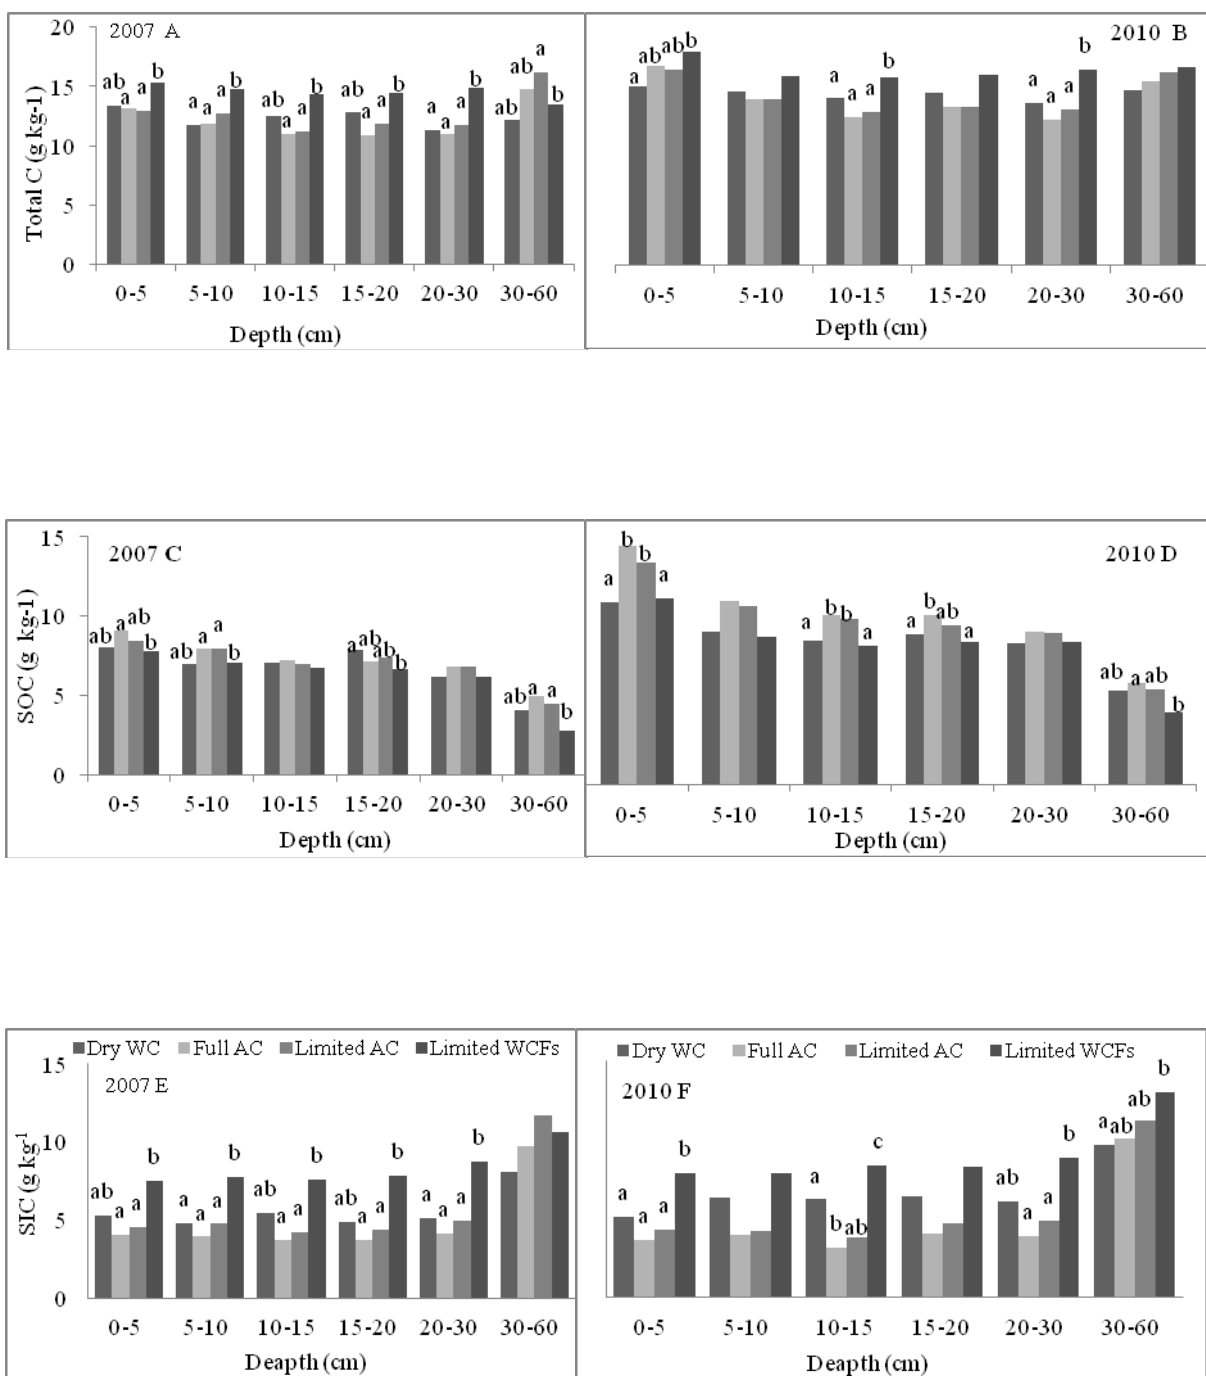 2007 A
Total C (g kg-1)
20
15
10
5
0
ab a a b
a a a b
ab a a b
ab a a b
a a a b
ab ab a b
0-5 5-10 10-15 15-20 20-30 30-60
Depth (cm)
2010 B
a ab ab b
a a a b
a a a b
0-5 5-10 10-15 15-20 20-30 30-60
Depth (cm)
2007 C
SOC (g kg-1)
15
10
5
0
ab a ab b
ab a a b
a ab ab b
ab a a b
0-5 5-10 10-15 15-20 20-30 30-60
Depth (cm)
2010 D
a b b a
a b b a
a b ab a
ab a ab b
0-5 5-10 10-15 15-20 20-30 30-60
Depth (cm)
Dry WC Full AC Limited AC Limited WCFs
2007 E
SIC (g kg-1
15
10
5
0
ab a a b
a a a b
ab a a b
ab a a b
a a a b
0-5 5-10 10-15 15-20 20-30 30-60
Deapth (cm)
Dry WC Full AC Limited AC Limited WCFs
2010 F
a a a b
a b ab c
ab a a b
a ab ab b
0-5 5-10 10-15 15-20 20-30 30-60
Deapth (cm)